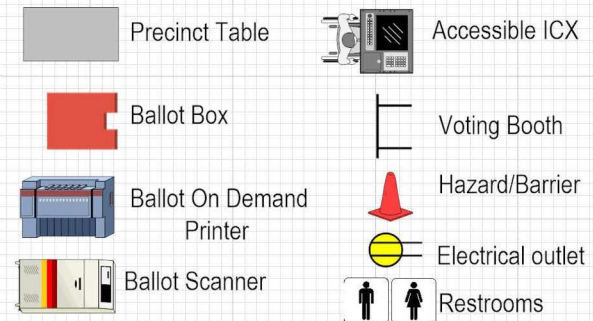 Precinct Table
Accessible ICX
Ballot Box
Voting Booth
Ballot On Demand
Printer
Hazard/Barrier
Electrical outlet
Ballot Scanner
Restrooms